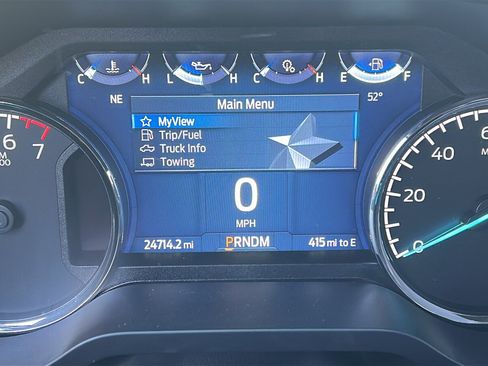 C H L H C H E F
NE 52°
Main Menu
MyView
Trip/Fuel
Truck Info
Towing
0
MPH
24714.2 mi PRNDM 415 mi to E
6 7
60
40
20
0